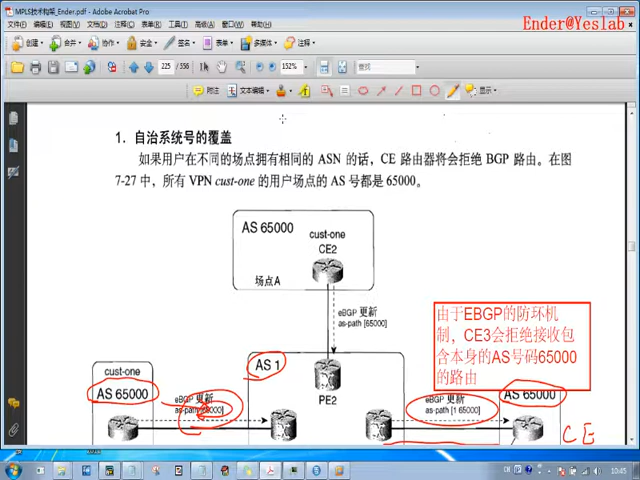 MPLS技术构架_Ender.pdf - Adobe Acrobat Pro
Ender@Yeslab
文件(F) 编辑(E) 视图(V) 文档(D) 注释(C) 表单(R) 工具(T) 高级(A) 窗口(W) 帮助(H)
创建 合并 协作 安全 签名 表单 多媒体 注释
225 / 556 152% 查找
附注 文本编辑 显示
1. 自治系统号的覆盖
如果用户在不同的场点拥有相同的 ASN 的话，CE 路由器将会拒绝 BGP 路由。在图
7-27 中，所有 VPN cust-one 的用户场点的 AS 号都是 65000。
AS 65000
cust-one
CE2
场点A
eBGP 更新
as-path [65000]
由于EBGP的防环机
制，CE3会拒绝接收包
含本身的AS号码65000
的路由
AS 1
PE2
cust-one
AS 65000
eBGP 更新
eBGP 更新
as-path [1 65000]
AS 65000
CE
10:45